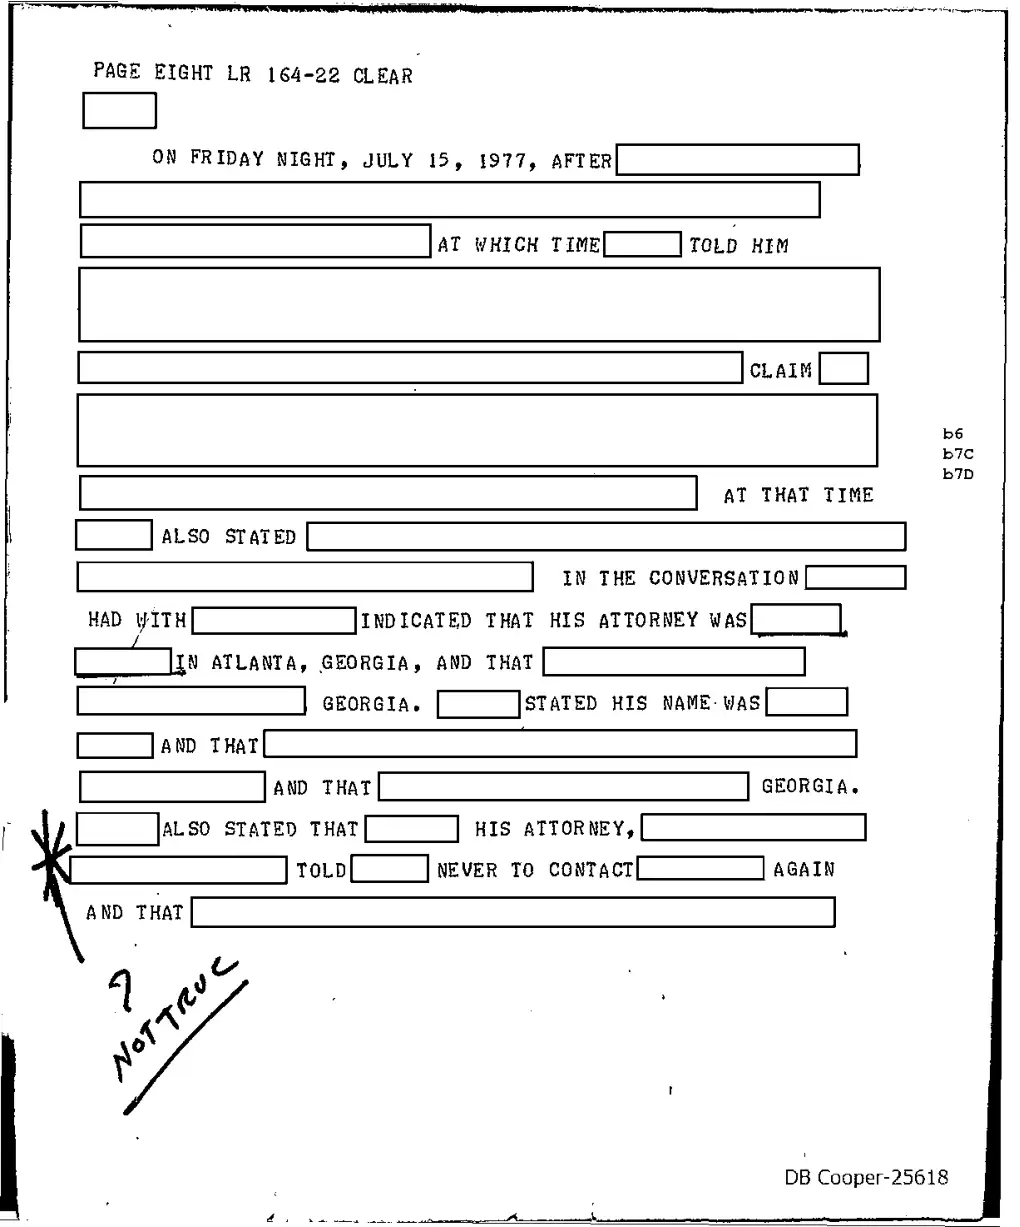 PAGE EIGHT LR 164-22 CLEAR
ON FRIDAY NIGHT, JULY 15, 1977, AFTER
AT WHICH TIME TOLD HIM
CLAIM
b6
b7C
b7D
AT THAT TIME
ALSO STATED
IN THE CONVERSATION
HAD WITH INDICATED THAT HIS ATTORNEY WAS
IN ATLANTA, GEORGIA, AND THAT
GEORGIA. STATED HIS NAME WAS
AND THAT
AND THAT GEORGIA.
ALSO STATED THAT HIS ATTORNEY,
TOLD NEVER TO CONTACT AGAIN
AND THAT
?
NOT TRUE
DB Cooper-25618